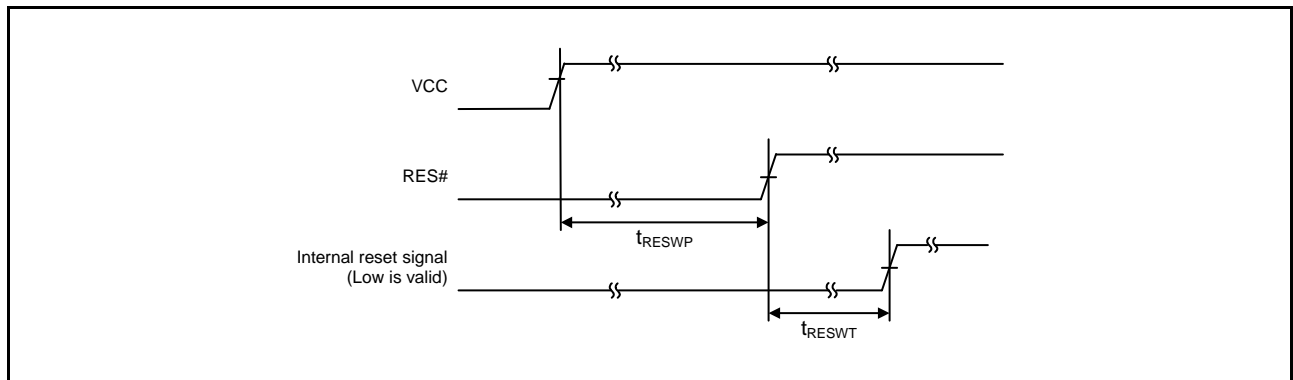 VCC
RES#
tRESWP
Internal reset signal
(Low is valid)
tRESWT